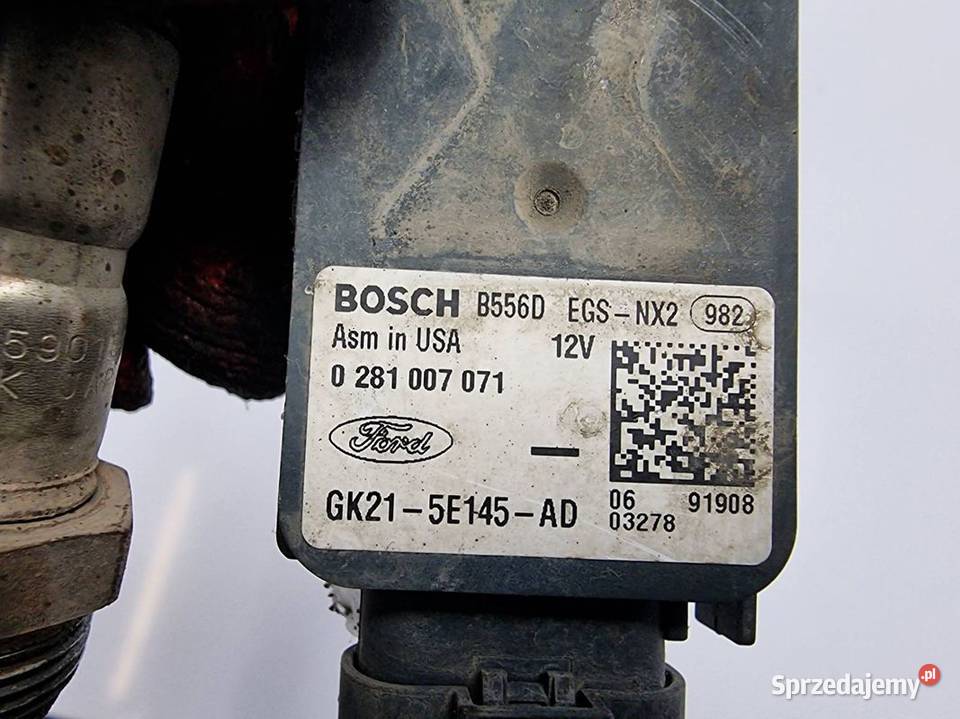 BOSCH B556D EGS-NX2 982
Asm in USA 12V
0 281 007 071
Ford
GK21-5E145-AD
06 91908
03278
Sprzedajemy.pl